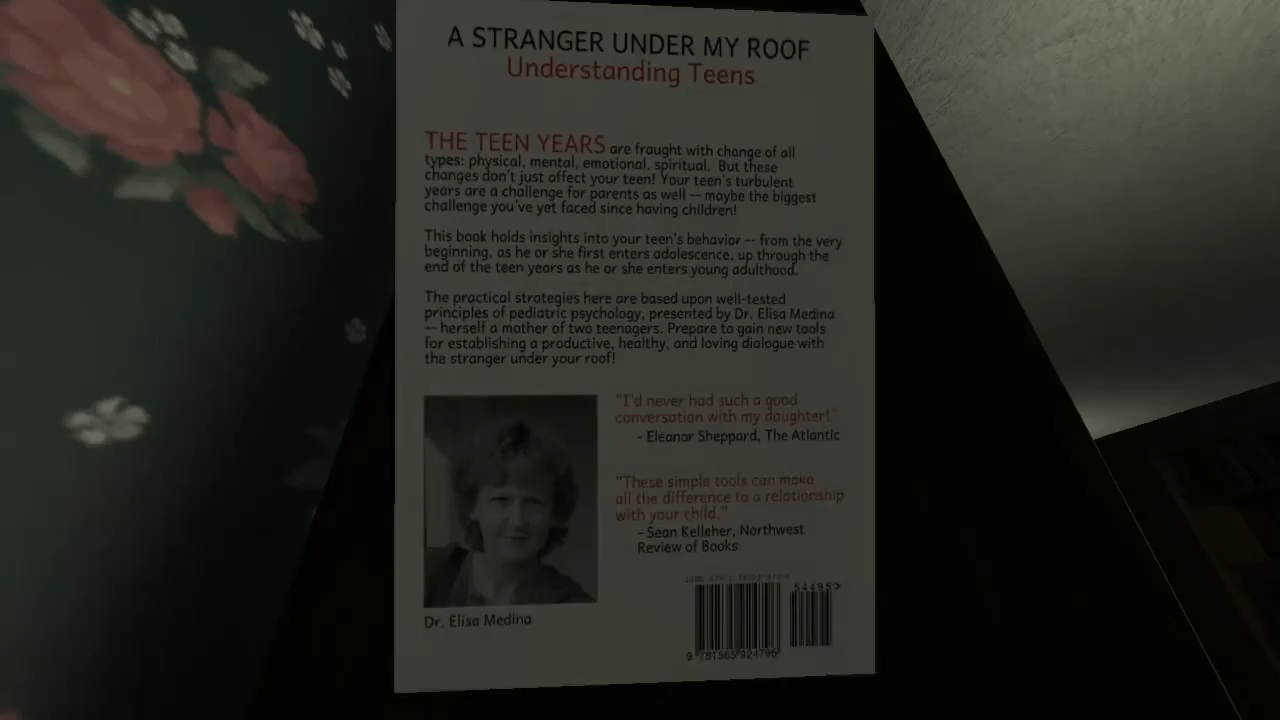 A STRANGER UNDER MY ROOF
Understanding Teens
THE TEEN YEARS are fraught with change of all
types: physical, mental, emotional, spiritual. But these
changes don't just affect your teen! Your teen's turbulent
years are a challenge for parents as well -- maybe the biggest
challenge you've yet faced since having children!
This book holds insights into your teen's behavior -- from the very
beginning, as he or she first enters adolescence, up through the
end of the teen years as he or she enters young adulthood.
The practical strategies here are based upon well-tested
principles of pediatric psychology, presented by Dr. Elisa Medina
-- herself a mother of two teenagers. Prepare to gain new tools
for establishing a productive, healthy, and loving dialogue with
the stranger under your roof!
"I'd never had such a good
conversation with my daughter!"
- Eleanor Sheppard, The Atlantic
"These simple tools can make
all the difference to a relationship
with your child."
- Sean Kelleher, Northwest
Review of Books
54495>
9 781565 924796
Dr. Elisa Medina